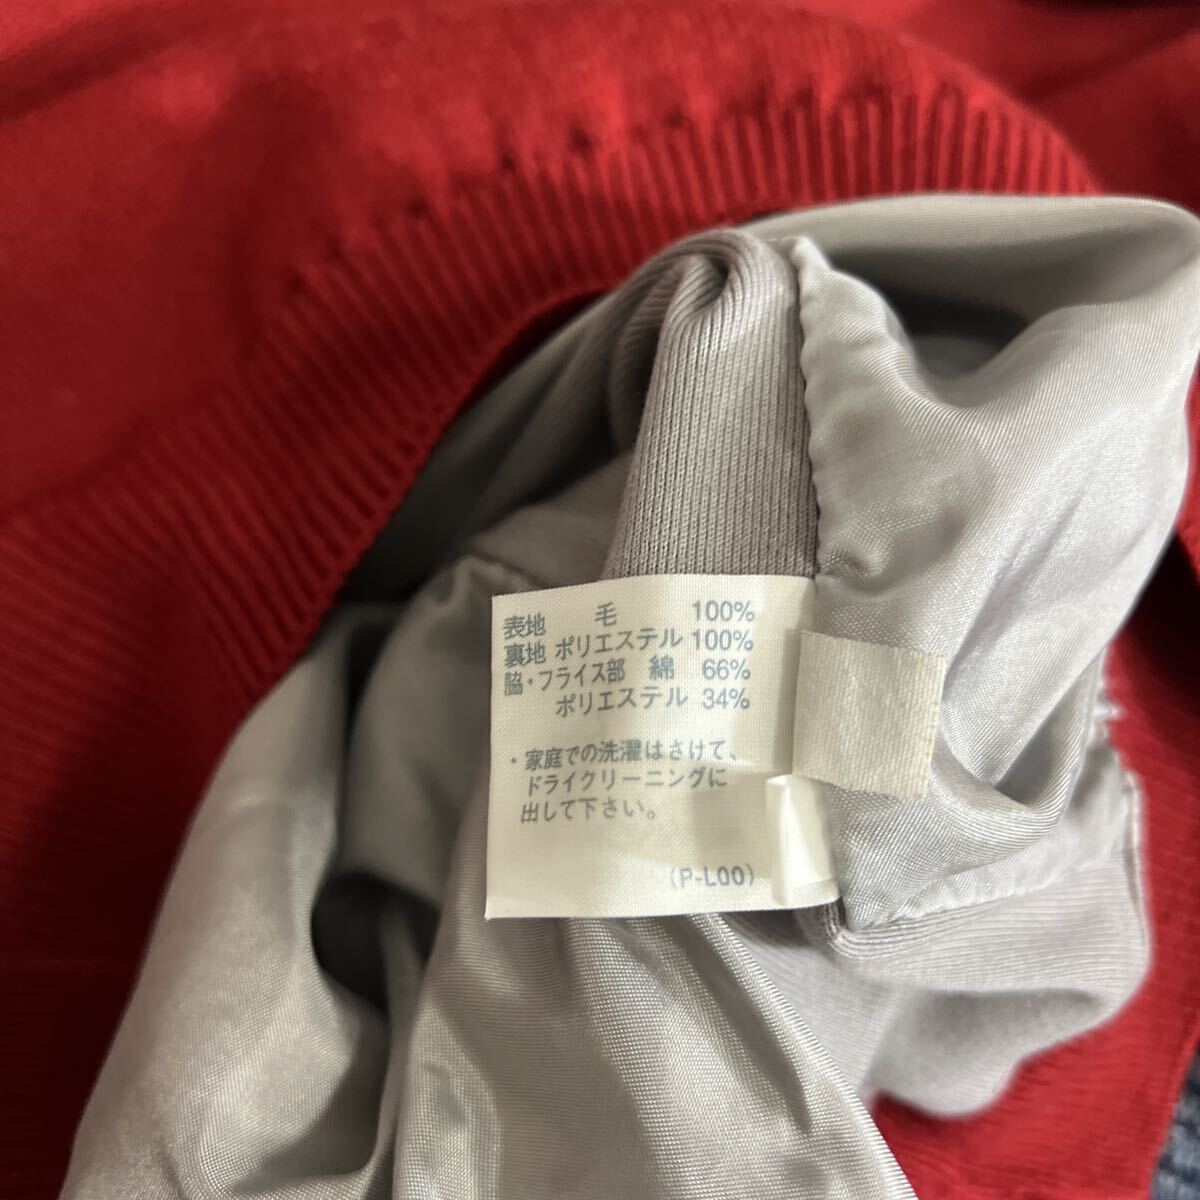 表地 毛 100%
裏地 ポリエステル 100%
脇・フライス部 綿 66%
ポリエステル 34%
・家庭での洗濯はさけて、
ドライクリーニングに
出して下さい。
(P-L00)